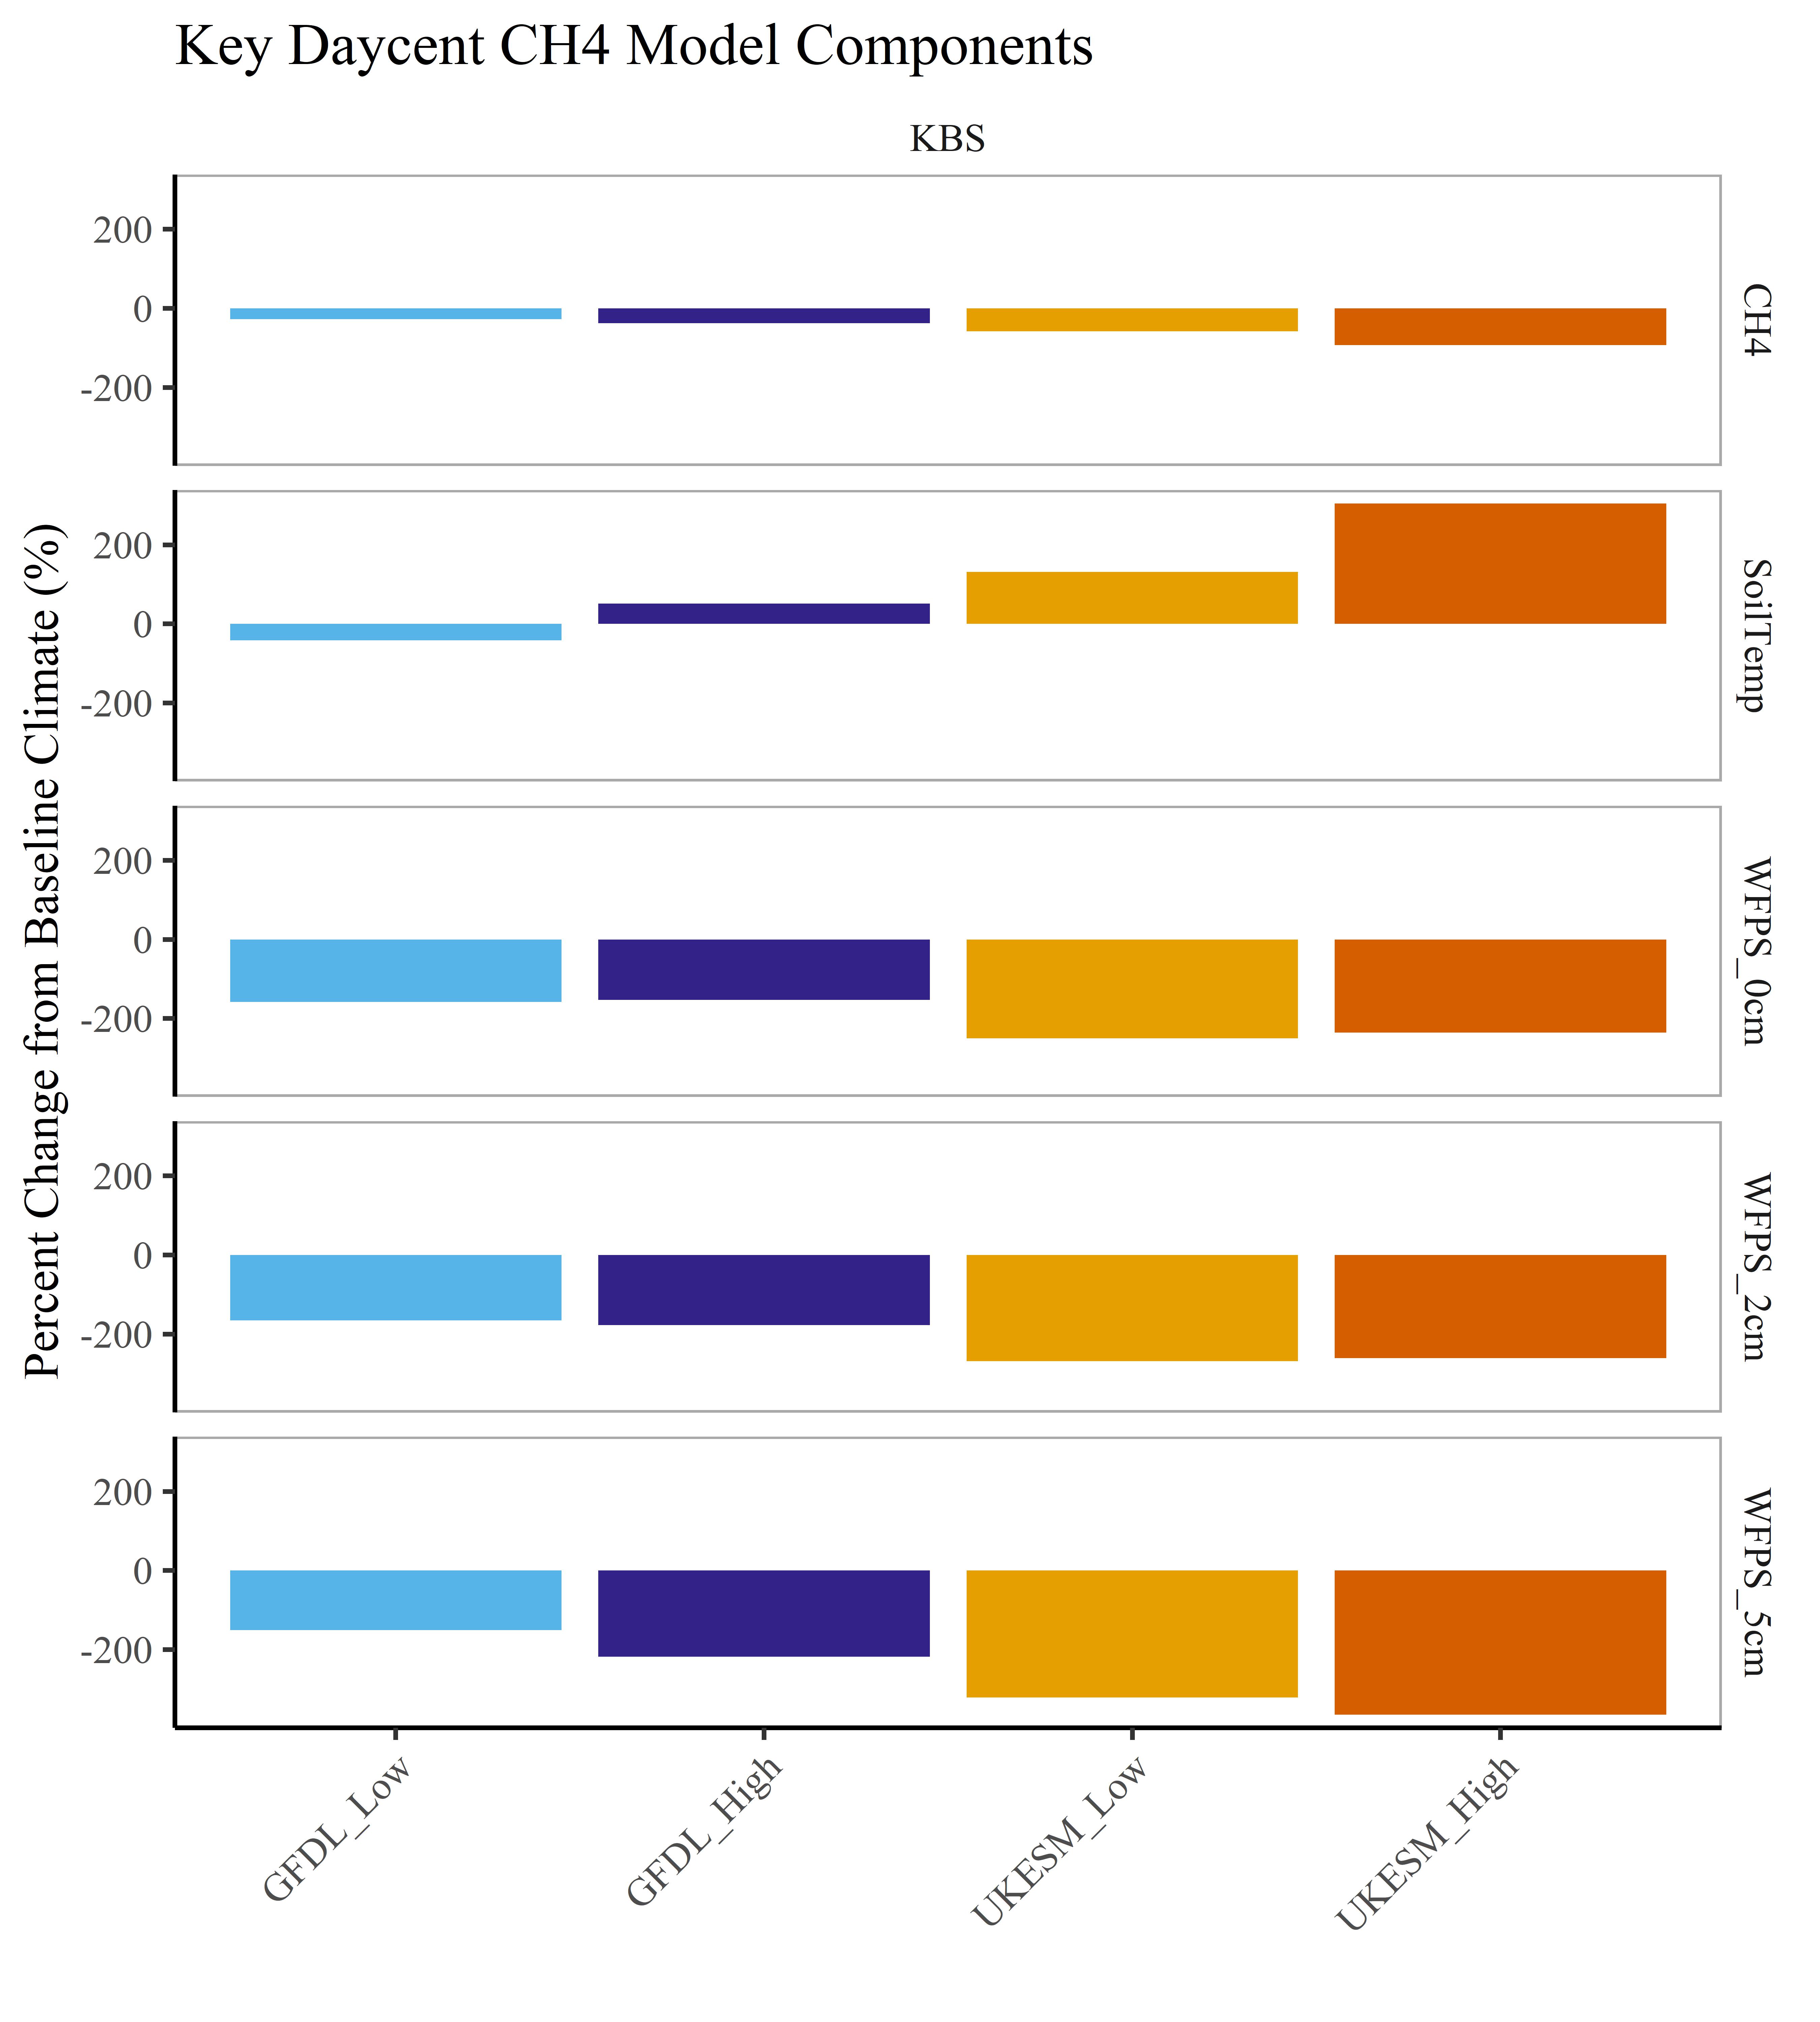 Key Daycent CH4 Model Components
KBS
Percent Change from Baseline Climate (%)
200
0
-200
CH4
200
0
-200
SoilTemp
200
0
-200
WFPS_0cm
200
0
-200
WFPS_2cm
200
0
-200
WFPS_5cm
GFDL_Low
GFDL_High
UKESM_Low
UKESM_High